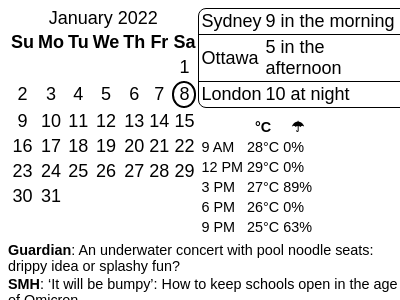 January 2022
Su Mo Tu We Th Fr Sa
1
2 3 4 5 6 7 8
9 10 11 12 13 14 15
16 17 18 19 20 21 22
23 24 25 26 27 28 29
30 31
Sydney 9 in the morning
Ottawa 5 in the
afternoon
London 10 at night
°C ☂
9 AM 28°C 0%
12 PM 29°C 0%
3 PM 27°C 89%
6 PM 26°C 0%
9 PM 25°C 63%
Guardian: An underwater concert with pool noodle seats:
drippy idea or splashy fun?
SMH: ‘It will be bumpy’: How to keep schools open in the age
of Omicron